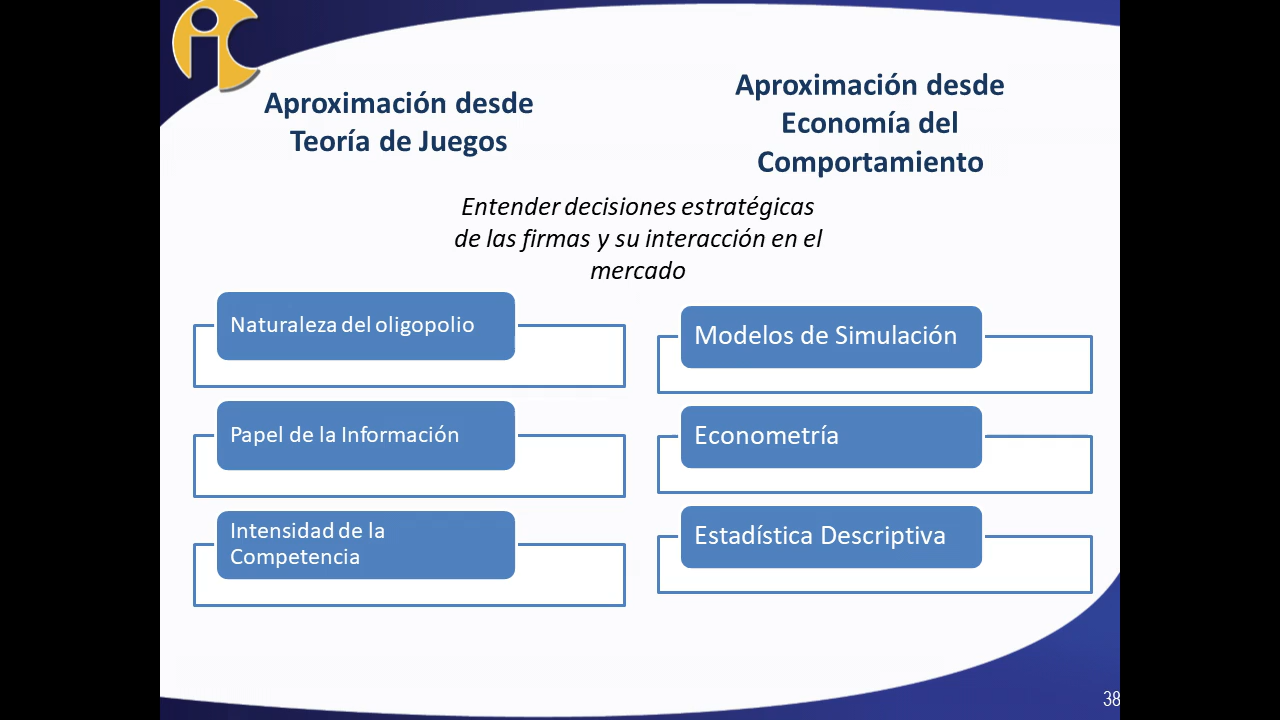 Aproximación desde
Teoría de Juegos
Aproximación desde
Economía del
Comportamiento
Entender decisiones estratégicas
de las firmas y su interacción en el
mercado
Naturaleza del oligopolio
Papel de la Información
Intensidad de la
Competencia
Modelos de Simulación
Econometría
Estadística Descriptiva
38